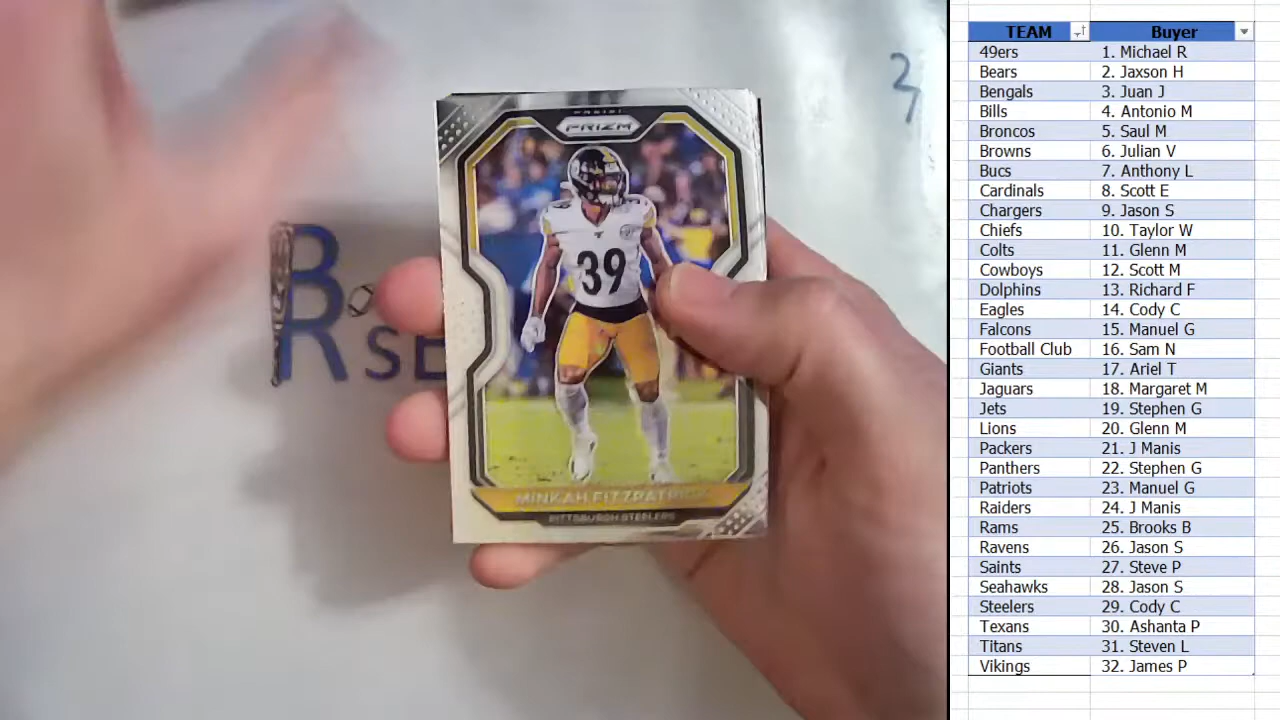 PANINI
PRIZM
39
MINKAH FITZPATRICK
PITTSBURGH STEELERS
TEAM Buyer
49ers 1. Michael R
Bears 2. Jaxson H
Bengals 3. Juan J
Bills 4. Antonio M
Broncos 5. Saul M
Browns 6. Julian V
Bucs 7. Anthony L
Cardinals 8. Scott E
Chargers 9. Jason S
Chiefs 10. Taylor W
Colts 11. Glenn M
Cowboys 12. Scott M
Dolphins 13. Richard F
Eagles 14. Cody C
Falcons 15. Manuel G
Football Club 16. Sam N
Giants 17. Ariel T
Jaguars 18. Margaret M
Jets 19. Stephen G
Lions 20. Glenn M
Packers 21. J Manis
Panthers 22. Stephen G
Patriots 23. Manuel G
Raiders 24. J Manis
Rams 25. Brooks B
Ravens 26. Jason S
Saints 27. Steve P
Seahawks 28. Jason S
Steelers 29. Cody C
Texans 30. Ashanta P
Titans 31. Steven L
Vikings 32. James P